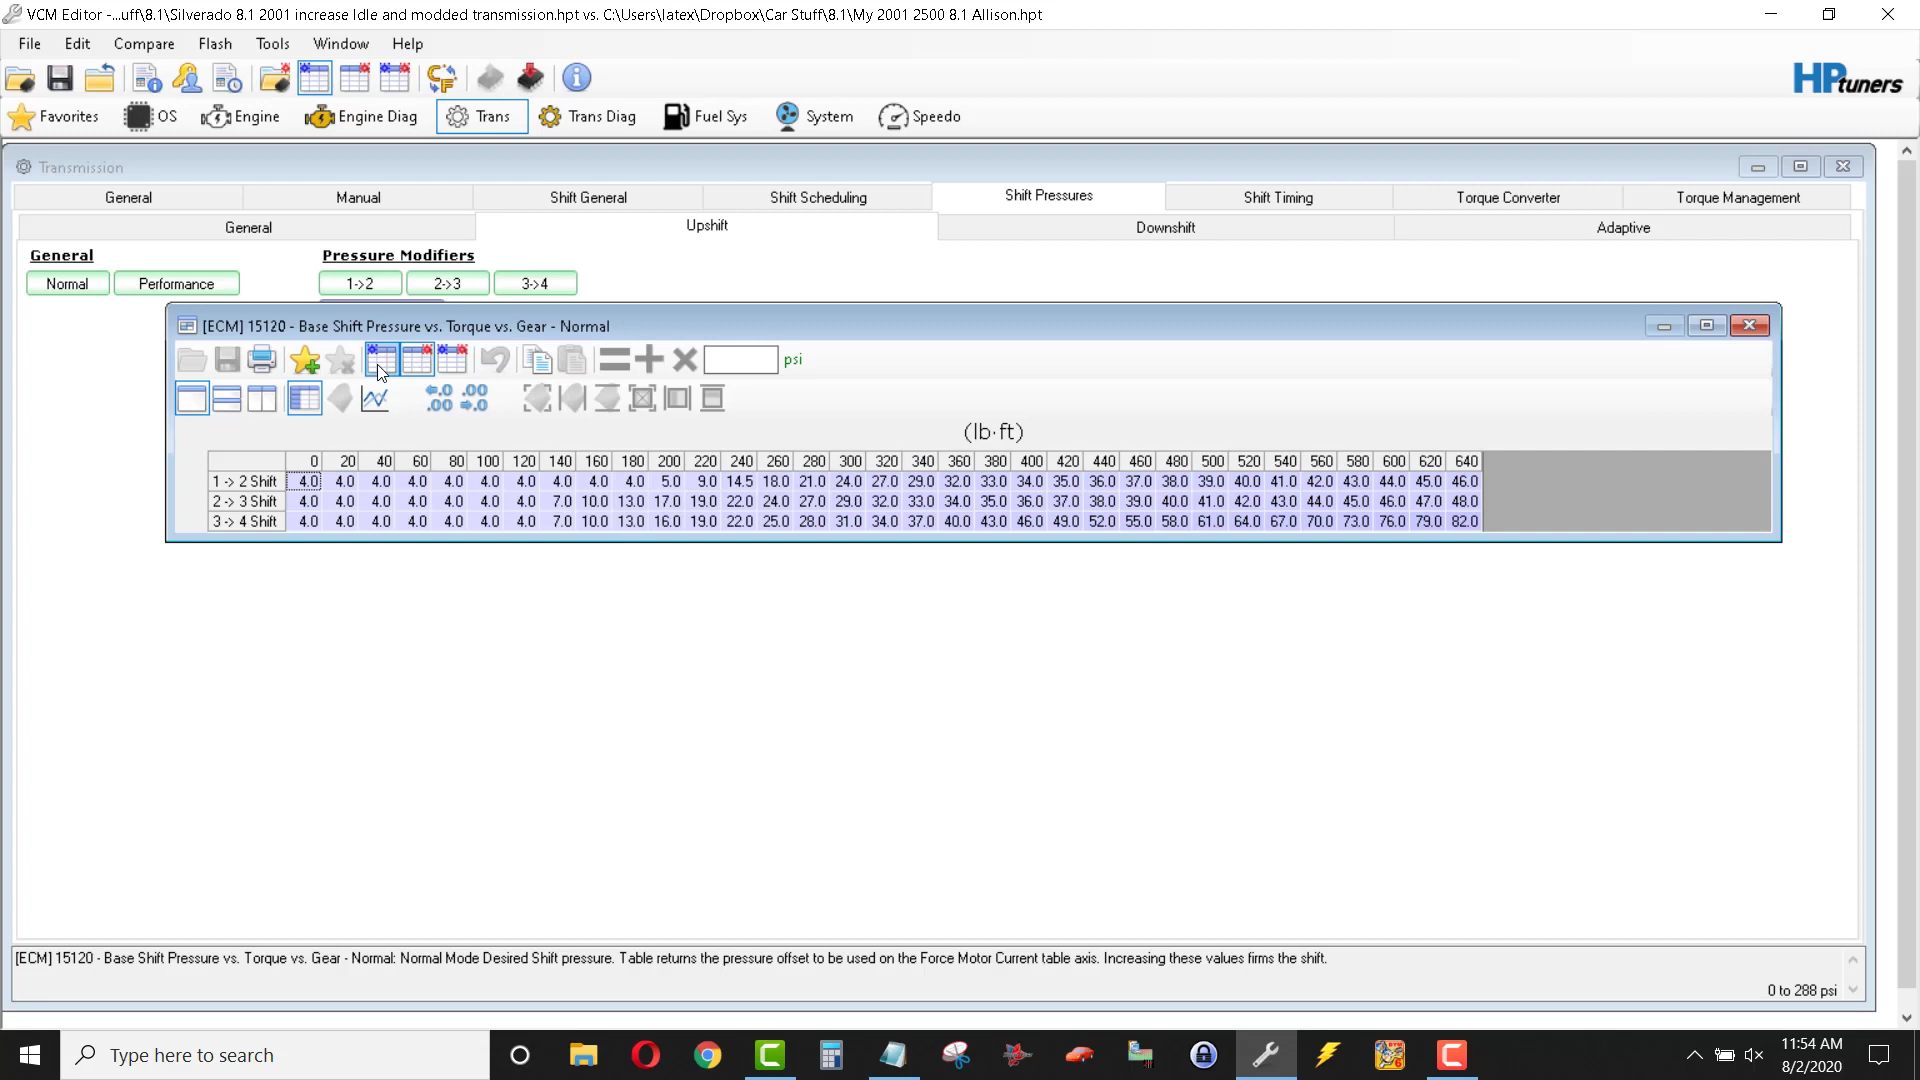 VCM Editor -...uff\8.1\Silverado 8.1 2001 increase Idle and modded transmission.hpt vs. C:\Users\latex\Dropbox\Car Stuff\8.1\My 2001 2500 8.1 Allison.hpt
File Edit Compare Flash Tools Window Help
HPtuners
Favorites OS Engine Engine Diag Trans Trans Diag Fuel Sys System Speedo
Transmission
General Manual Shift General Shift Scheduling Shift Pressures Shift Timing Torque Converter Torque Management
General Upshift Downshift Adaptive
General Pressure Modifiers
Normal Performance 1->2 2->3 3->4
[ECM] 15120 - Base Shift Pressure vs. Torque vs. Gear - Normal
psi
(lb·ft)
0 20 40 60 80 100 120 140 160 180 200 220 240 260 280 300 320 340 360 380 400 420 440 460 480 500 520 540 560 580 600 620 640
1 -> 2 Shift 4.0 4.0 4.0 4.0 4.0 4.0 4.0 4.0 4.0 4.0 5.0 9.0 14.5 18.0 21.0 24.0 27.0 29.0 32.0 33.0 34.0 35.0 36.0 37.0 38.0 39.0 40.0 41.0 42.0 43.0 44.0 45.0 46.0
2 -> 3 Shift 4.0 4.0 4.0 4.0 4.0 4.0 4.0 7.0 10.0 13.0 17.0 19.0 22.0 24.0 27.0 29.0 32.0 33.0 34.0 35.0 36.0 37.0 38.0 39.0 40.0 41.0 42.0 43.0 44.0 45.0 46.0 47.0 48.0
3 -> 4 Shift 4.0 4.0 4.0 4.0 4.0 4.0 4.0 7.0 10.0 13.0 16.0 19.0 22.0 25.0 28.0 31.0 34.0 37.0 40.0 43.0 46.0 49.0 52.0 55.0 58.0 61.0 64.0 67.0 70.0 73.0 76.0 79.0 82.0
[ECM] 15120 - Base Shift Pressure vs. Torque vs. Gear - Normal: Normal Mode Desired Shift pressure. Table returns the pressure offset to be used on the Force Motor Current table axis. Increasing these values firms the shift.
0 to 288 psi
Type here to search
11:54 AM
8/2/2020